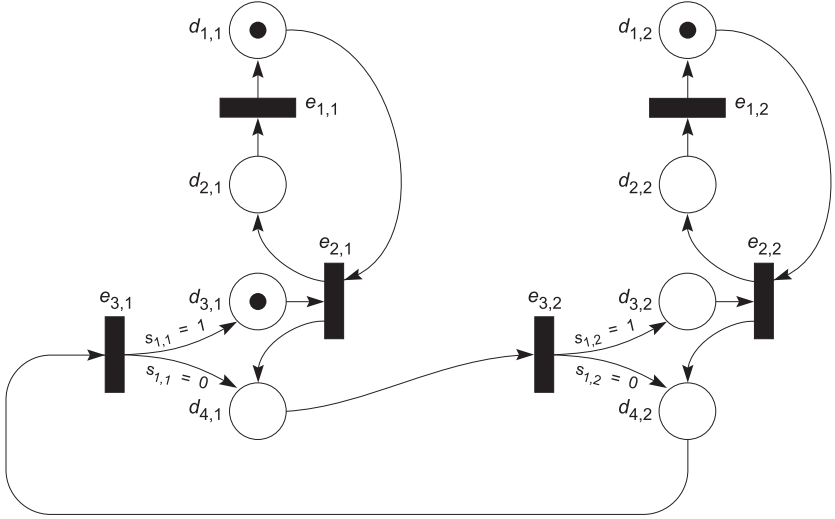 d1,1
d1,2
e1,1
e1,2
d2,1
d2,2
e2,1
e2,2
e3,1
d3,1
e3,2
d3,2
s1,1 = 1
s1,2 = 1
s1,1 = 0
s1,2 = 0
d4,1
d4,2